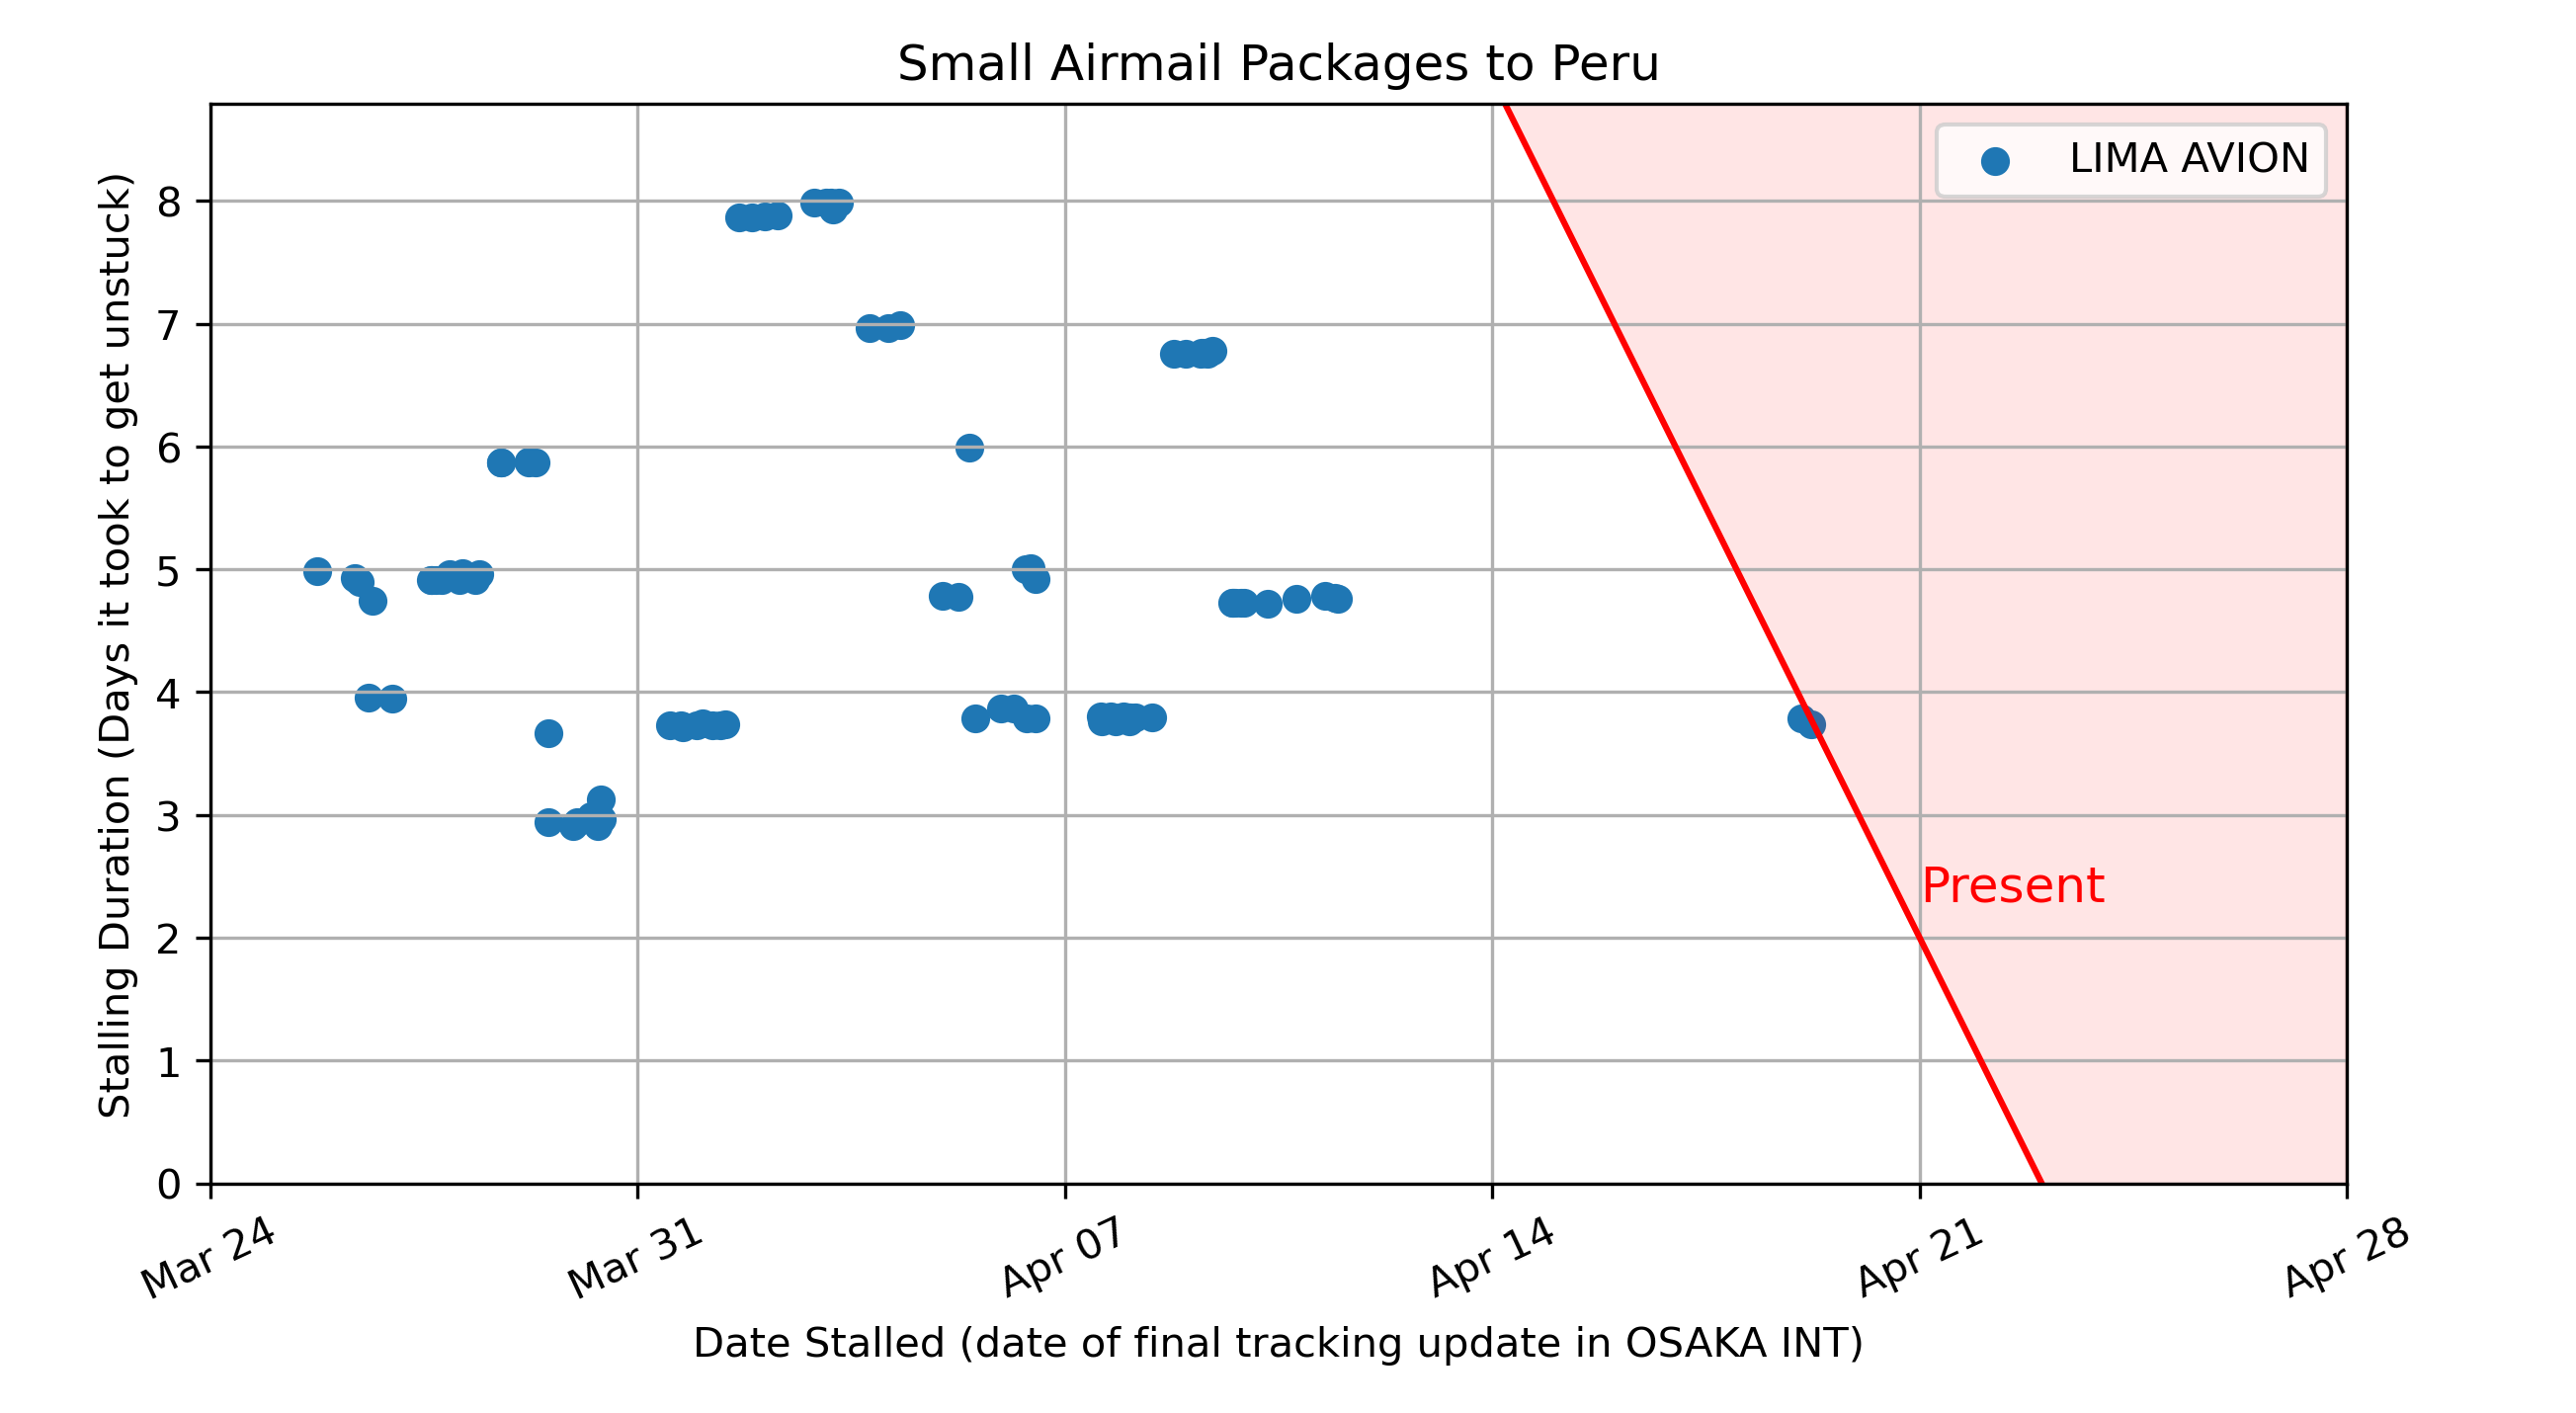 Small Airmail Packages to Peru
LIMA AVION
Stalling Duration (Days it took to get unstuck)
8
7
6
5
4
3
2
1
0
Present
Mar 24
Mar 31
Apr 07
Apr 14
Apr 21
Apr 28
Date Stalled (date of final tracking update in OSAKA INT)